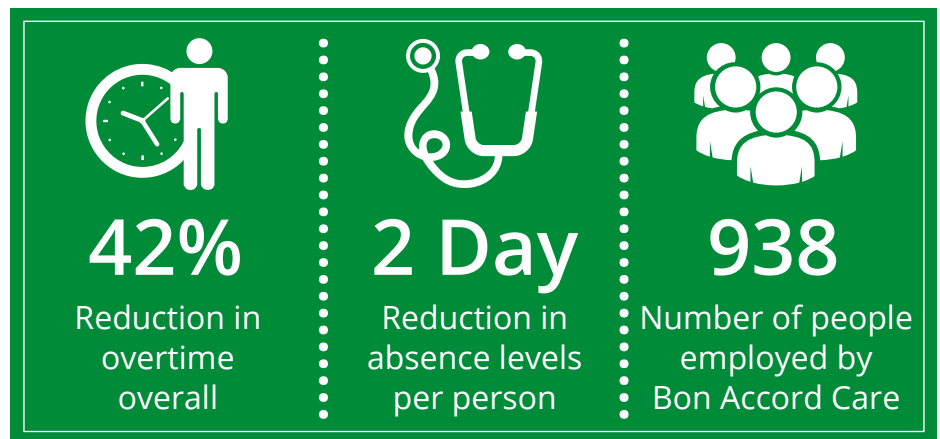 42%
Reduction in
overtime
overall
2 Day
Reduction in
absence levels
per person
938
Number of people
employed by
Bon Accord Care